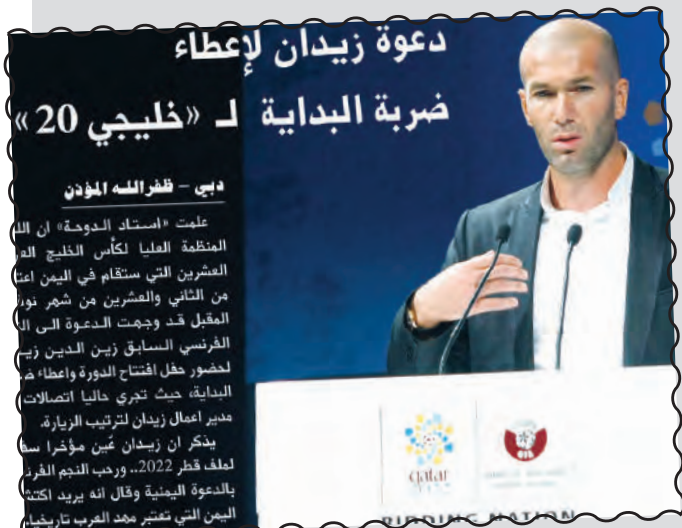 دعوة زيدان لإعطاء
ضربة البداية لـ «خليجي 20»
دبي – ظفرالله المؤذن
علمت «استاد الدوحة» ان
المنظمة العليا لكأس الخليج
العشرين التي ستقام في اليمن
من الثاني والعشرين من شهر
المقبل قد وجهت الدعوة الى
الفرنسي السابق زين الدين
لحضور حفل افتتاح الدورة واعطاء
البداية، حيث تجري حاليا اتصالات
مدير اعمال زيدان لترتيب الزيارة.
يذكر ان زيدان عُين مؤخرا
لملف قطر 2022.. ورحب النجم
بالدعوة اليمنية وقال انه يريد
اليمن التي تعتبر مهد العرب تاريخيا
qatar
BIDDING NATION